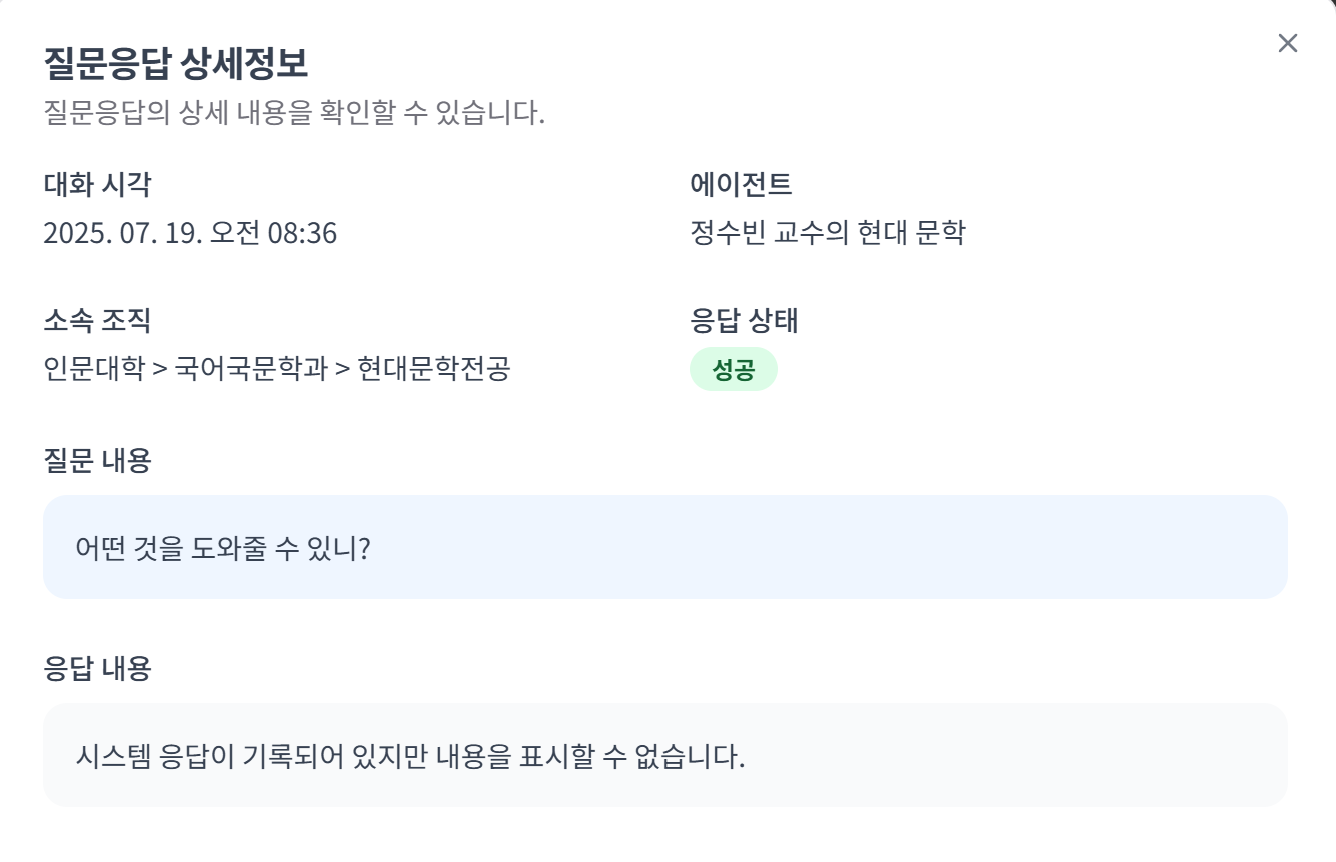 질문응답 상세정보
질문응답의 상세 내용을 확인할 수 있습니다.
대화 시각
2025. 07. 19. 오전 08:36
에이전트
정수빈 교수의 현대 문학
소속 조직
인문대학 > 국어국문학과 > 현대문학전공
응답 상태
성공
질문 내용
어떤 것을 도와줄 수 있니?
응답 내용
시스템 응답이 기록되어 있지만 내용을 표시할 수 없습니다.